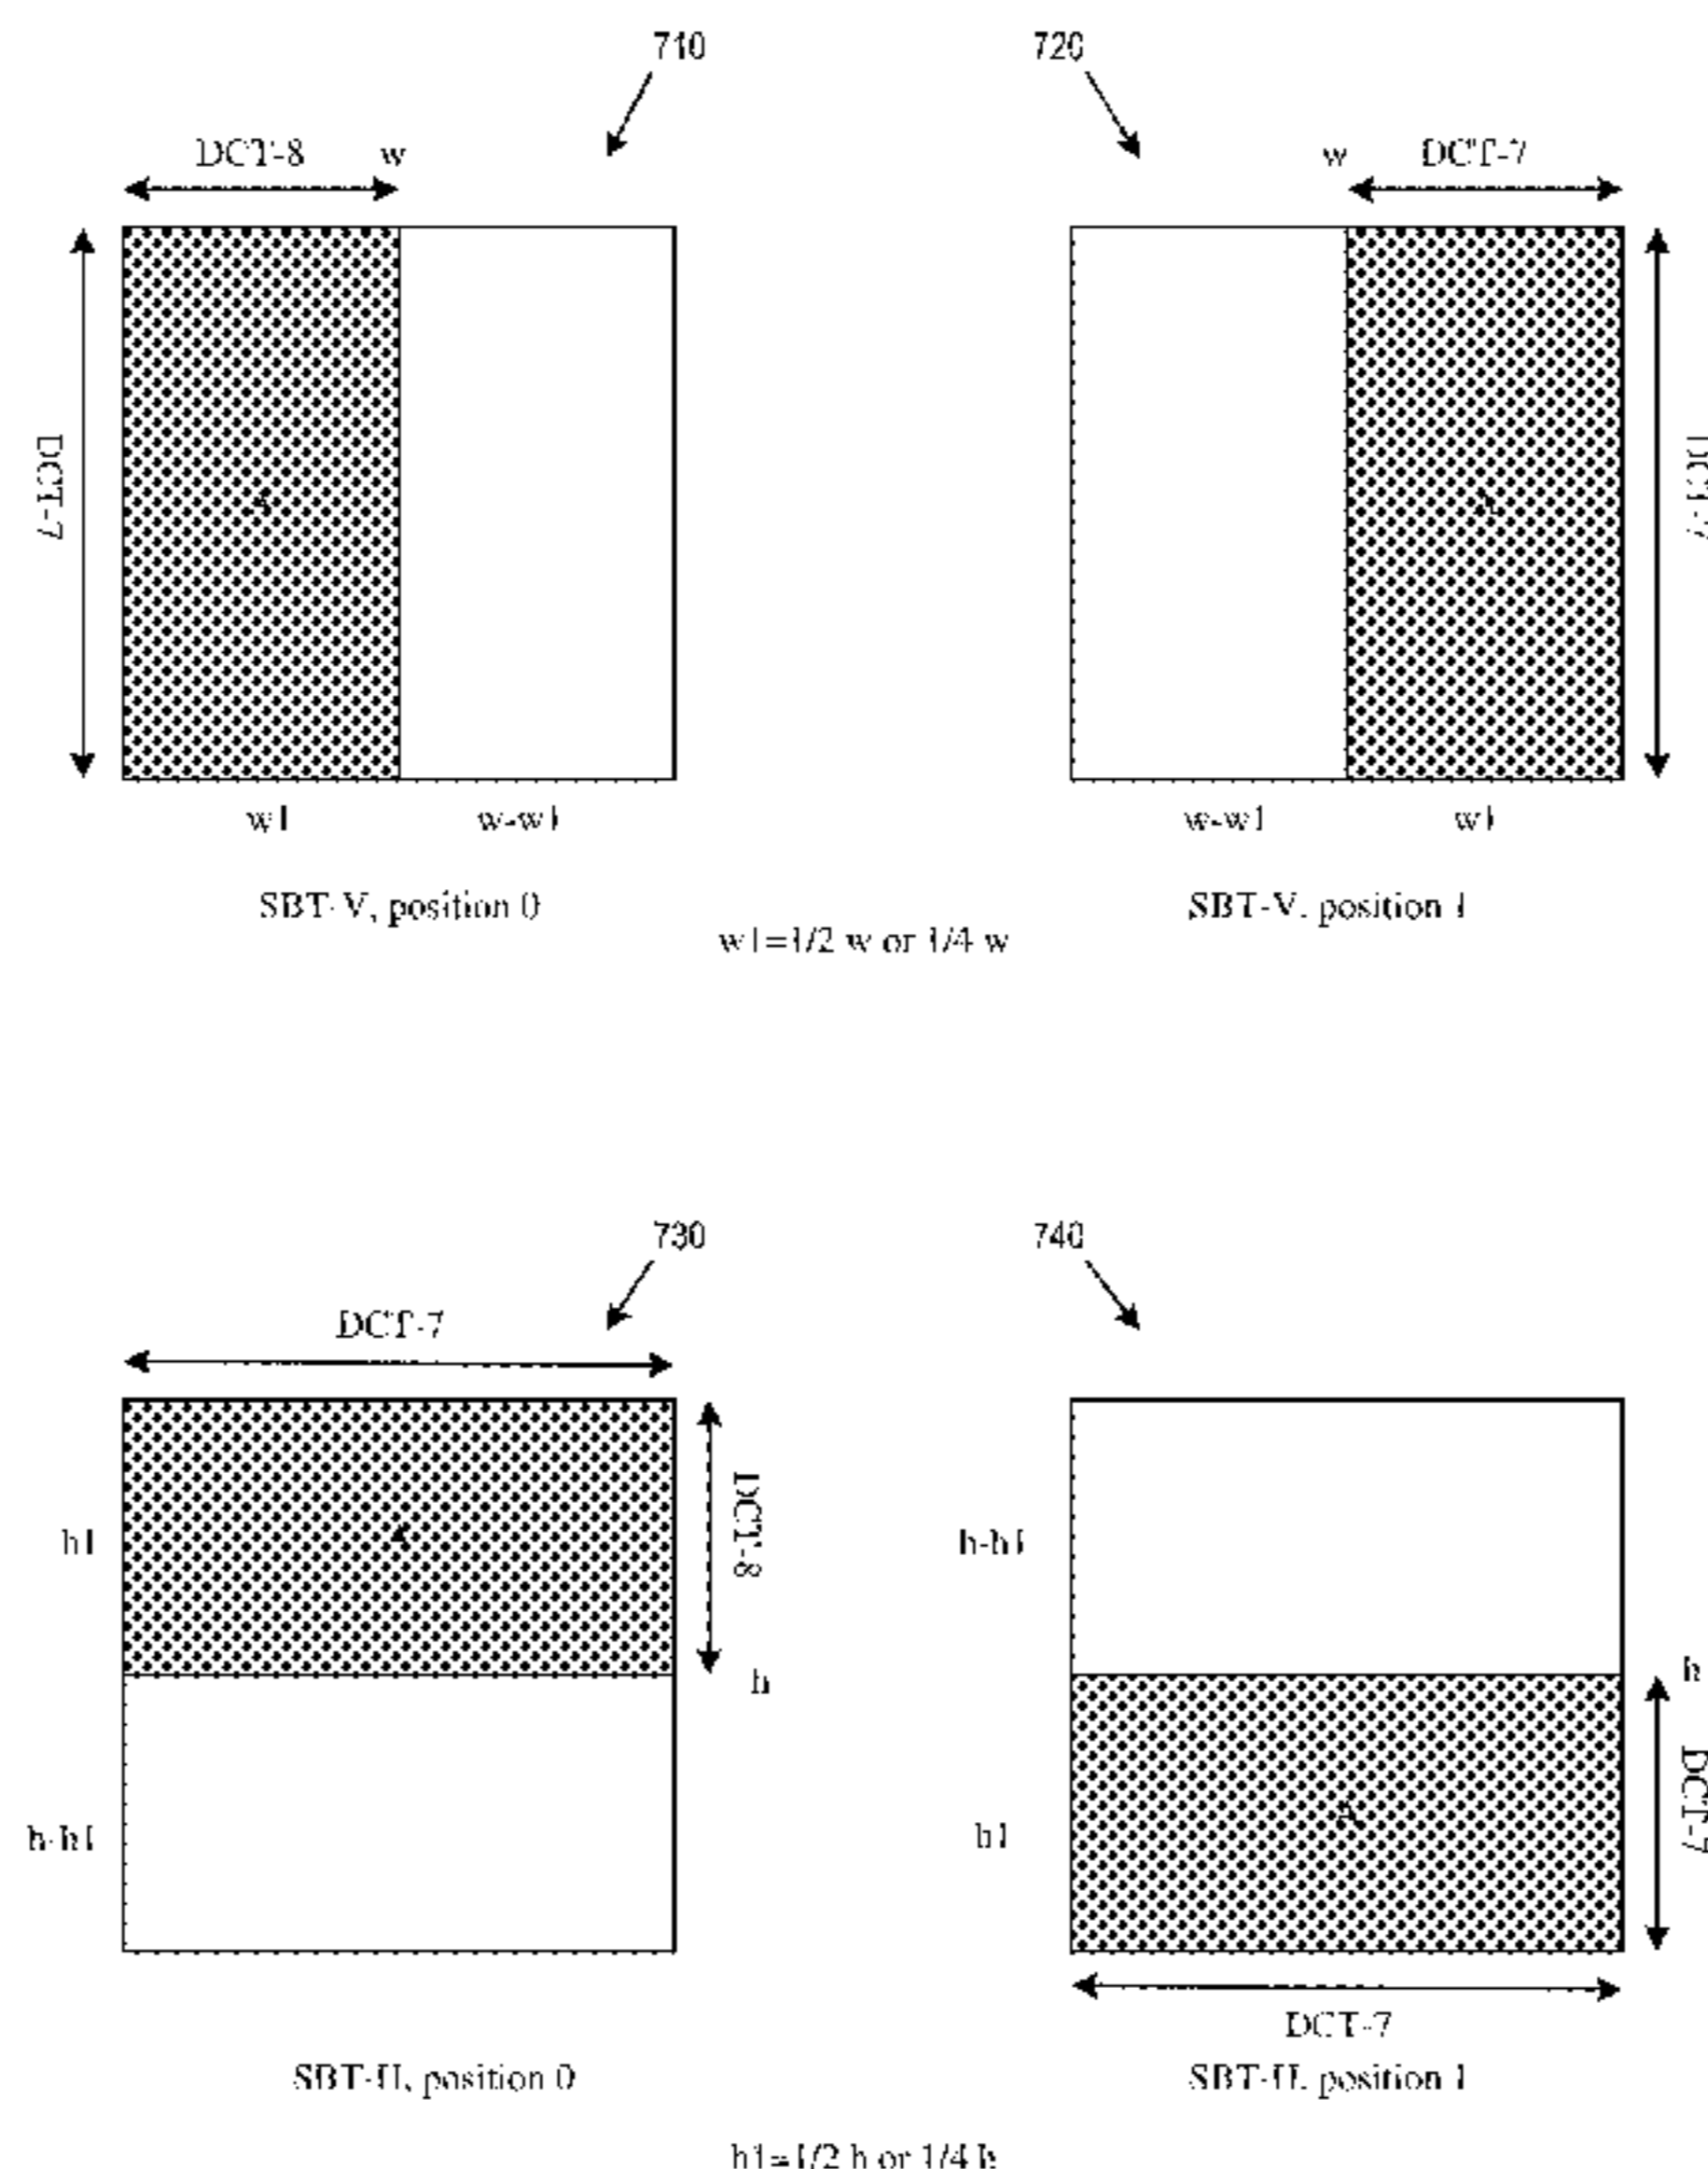 710
720
DCT-8
w
w
DCT-7
DCT-7
A
DCT-7
w1
w-w1
w-w1
w1
SBT-V, position 0
SBT-V, position 1
w1=1/2 w or 1/4 w
730
740
DCT-7
h1
A
DCT-8
h
h-h1
h-h1
h
h1
A
DCT-7
DCT-7
SBT-H, position 0
SBT-H, position 1
h1=1/2 h or 1/4 h